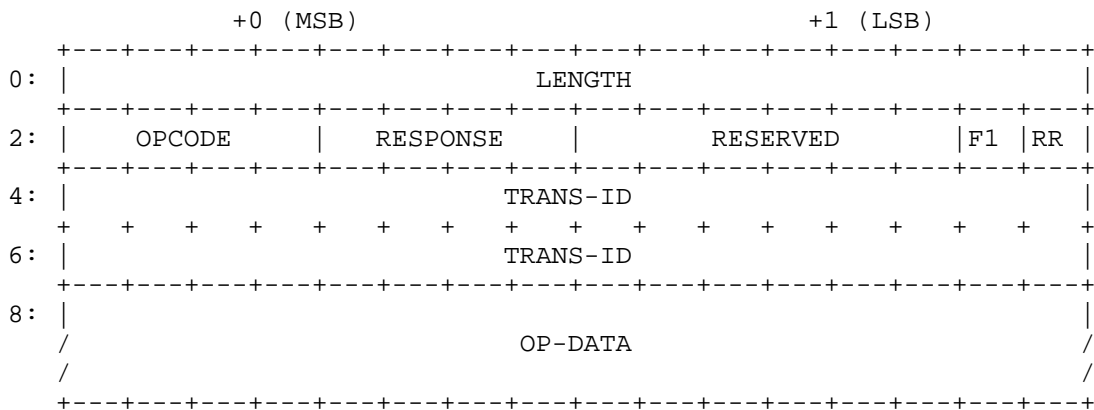 +0 (MSB) +1 (LSB)
+---+---+---+---+---+---+---+---+---+---+---+---+---+---+---+---+
0: | LENGTH |
+---+---+---+---+---+---+---+---+---+---+---+---+---+---+---+---+
2: | OPCODE | RESPONSE | RESERVED |F1 |RR |
+---+---+---+---+---+---+---+---+---+---+---+---+---+---+---+---+
4: | TRANS-ID |
+ + + + + + + + + + + + + + + + +
6: | TRANS-ID |
+---+---+---+---+---+---+---+---+---+---+---+---+---+---+---+---+
8: | |
/ OP-DATA /
/ /
+---+---+---+---+---+---+---+---+---+---+---+---+---+---+---+---+